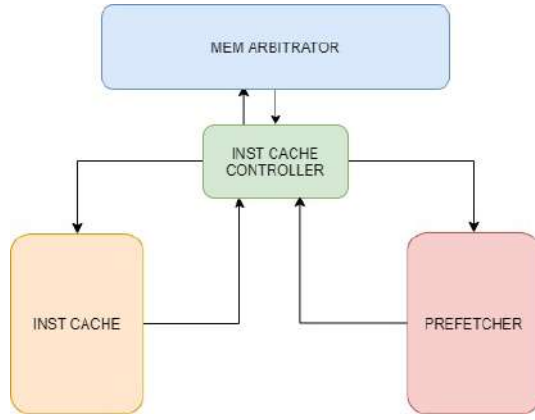 MEM ARBITRATOR
INST CACHE
CONTROLLER
INST CACHE
PREFETCHER